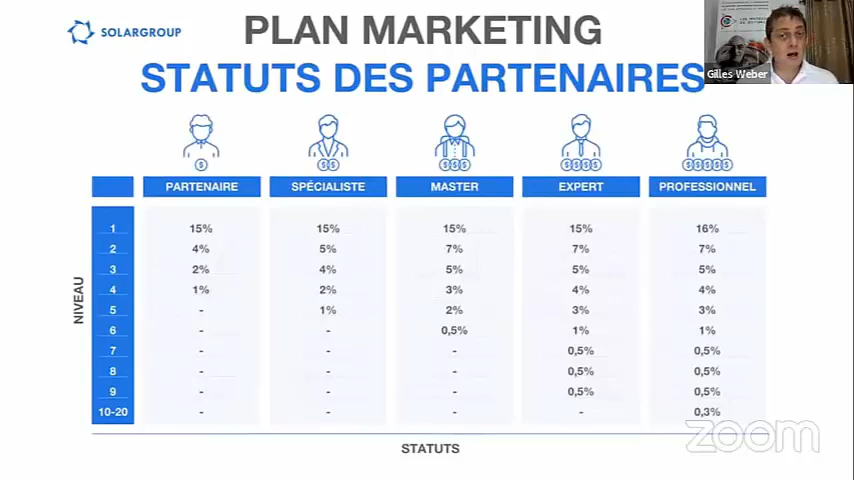 SOLARGROUP
PLAN MARKETING
STATUTS DES PARTENAIRES
Gilles Weber
PARTENAIRE SPÉCIALISTE MASTER EXPERT PROFESSIONNEL
NIVEAU
1 15% 15% 15% 15% 16%
2 4% 5% 7% 7% 7%
3 2% 4% 5% 5% 5%
4 1% 2% 3% 4% 4%
5 - 1% 2% 3% 3%
6 - - 0,5% 1% 1%
7 - - - 0,5% 0,5%
8 - - - 0,5% 0,5%
9 - - - 0,5% 0,5%
10-20 - - - - 0,3%
STATUTS
zoom